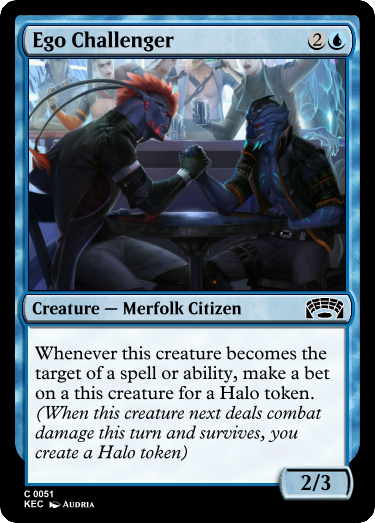 Ego Challenger 2
Creature — Merfolk Citizen
Whenever this creature becomes the
target of a spell or ability, make a bet
on a this creature for a Halo token.
(When this creature next deals combat
damage this turn and survives, you
create a Halo token)
2/3
C 0051
KEC AUDRIA